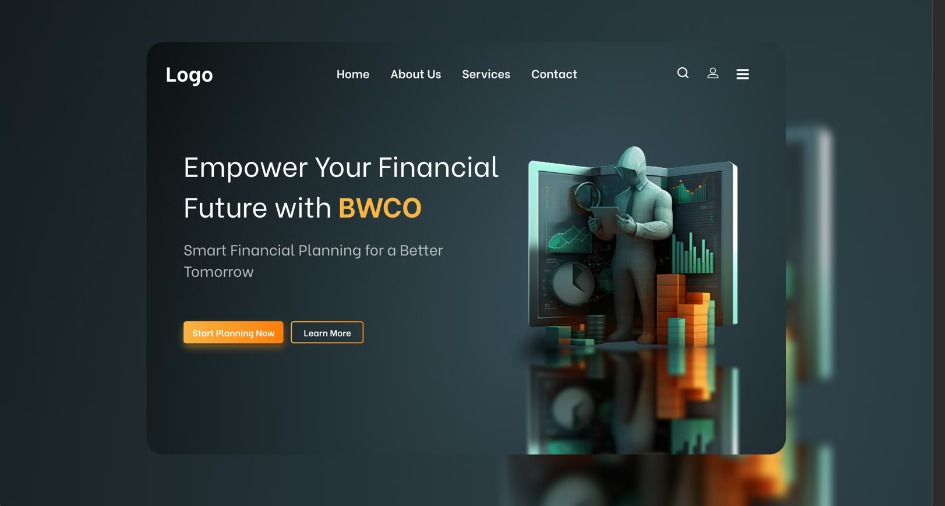 Logo
Home About Us Services Contact
Empower Your Financial
Future with BWCO
Smart Financial Planning for a Better
Tomorrow
Start Planning Now Learn More